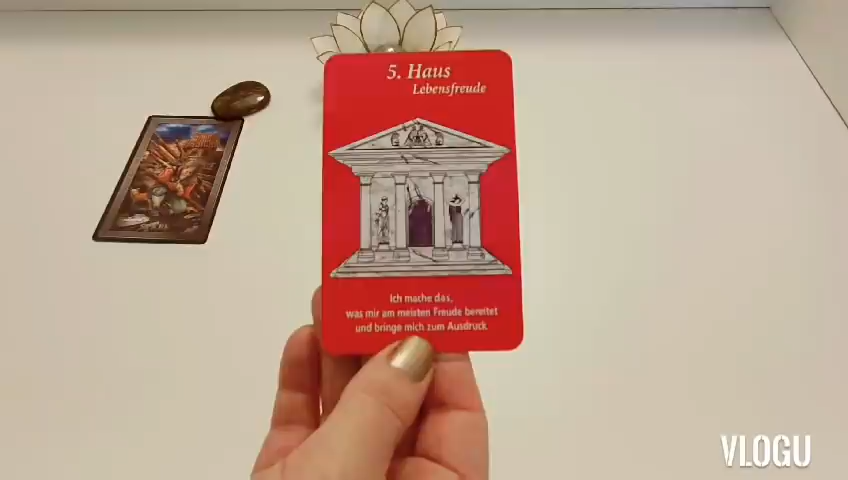 5. Haus
Lebensfreude
Ich mache das,
was mir am meisten Freude bereitet
und bringe mich zum Ausdruck
VLOGU